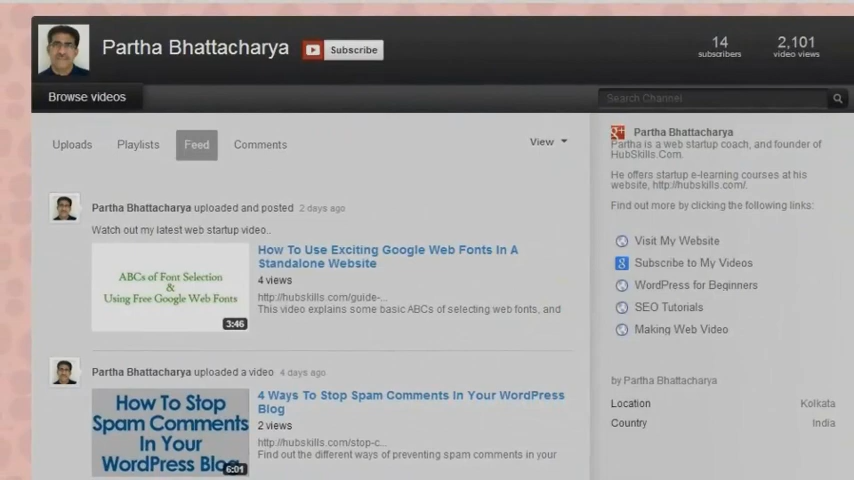 Partha Bhattacharya
Subscribe
14
subscribers
2,101
video views
Browse videos
Search Channel
Uploads
Playlists
Feed
Comments
View
Partha Bhattacharya uploaded and posted 2 days ago
Watch out my latest web startup video..
ABCs of Font Selection
&
Using Free Google Web Fonts
3:46
How To Use Exciting Google Web Fonts In A
Standalone Website
4 views
http://hubskills.com/guide-...
This video explains some basic ABCs of selecting web fonts, and
Partha Bhattacharya uploaded a video 4 days ago
How To Stop
Spam Comments
In Your
WordPress Blog
6:01
4 Ways To Stop Spam Comments In Your WordPress
Blog
2 views
http://hubskills.com/stop-c...
Find out the different ways of preventing spam comments in your
g+ Partha Bhattacharya
Partha is a web startup coach, and founder of
HubSkills.Com.
He offers startup e-learning courses at his
website, http://hubskills.com/.
Find out more by clicking the following links:
Visit My Website
8 Subscribe to My Videos
WordPress for Beginners
SEO Tutorials
Making Web Video
by Partha Bhattacharya
Location Kolkata
Country India